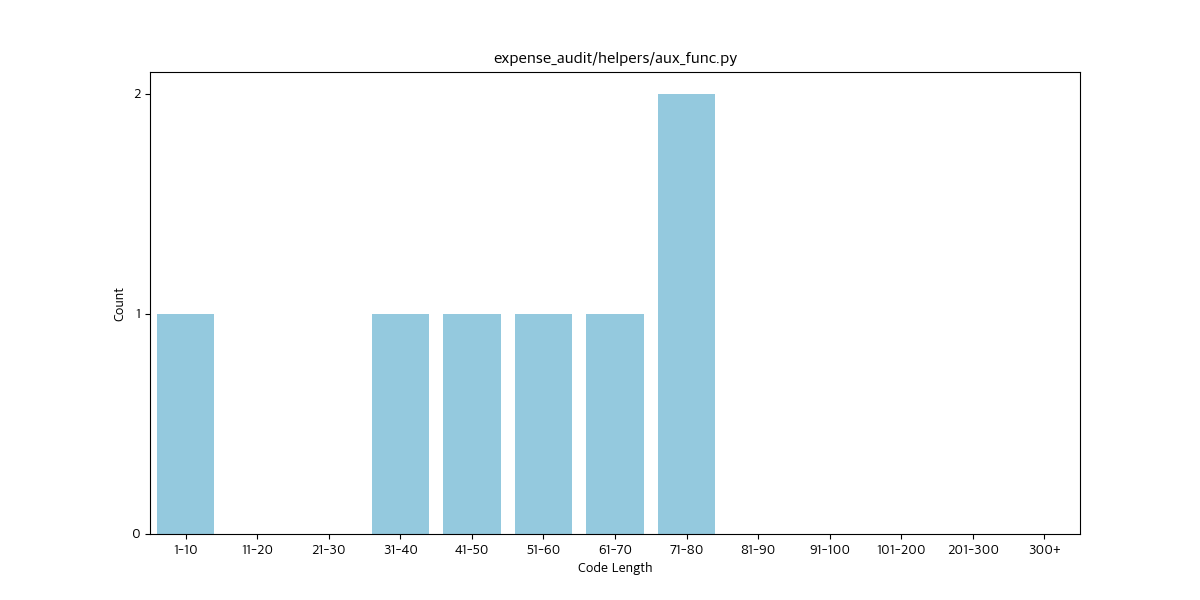 expense_audit/helpers/aux_func.py
2
1
0
Count
1-10 11-20 21-30 31-40 41-50 51-60 61-70 71-80 81-90 91-100 101-200 201-300 300+
Code Length